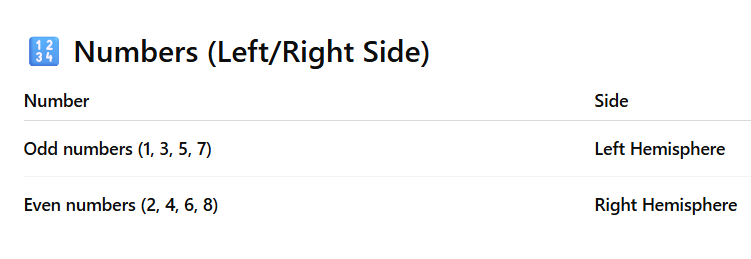 🔢 Numbers (Left/Right Side)
Number Side
Odd numbers (1, 3, 5, 7) Left Hemisphere
Even numbers (2, 4, 6, 8) Right Hemisphere